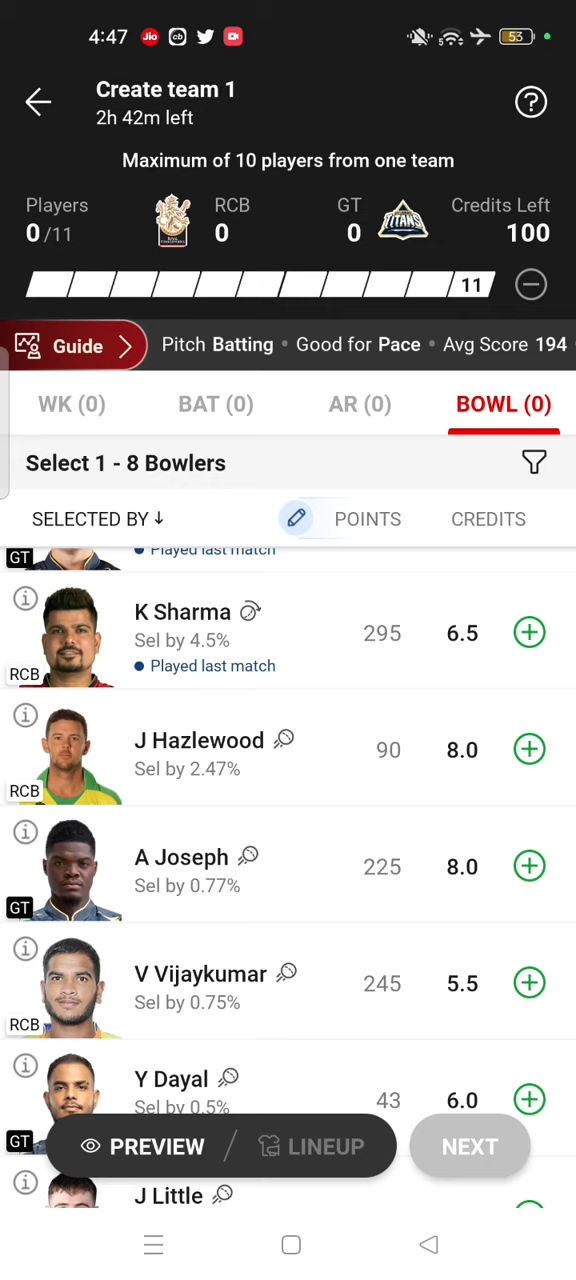 4:47 Jio cb 5 53
Create team 1
2h 42m left
?
Maximum of 10 players from one team
Players RCB GT Credits Left
0/11 0 0 TITANS 100
11
Guide Pitch Batting • Good for Pace • Avg Score 194
WK (0) BAT (0) AR (0) BOWL (0)
Select 1 - 8 Bowlers
SELECTED BY ↓ POINTS CREDITS
GT Played last match
K Sharma
Sel by 4.5% 295 6.5
RCB Played last match
J Hazlewood 90 8.0
Sel by 2.47%
RCB
A Joseph 225 8.0
Sel by 0.77%
GT
V Vijaykumar 245 5.5
Sel by 0.75%
RCB
Y Dayal 43 6.0
Sel by 0.5%
GT
PREVIEW / LINEUP NEXT
J Little